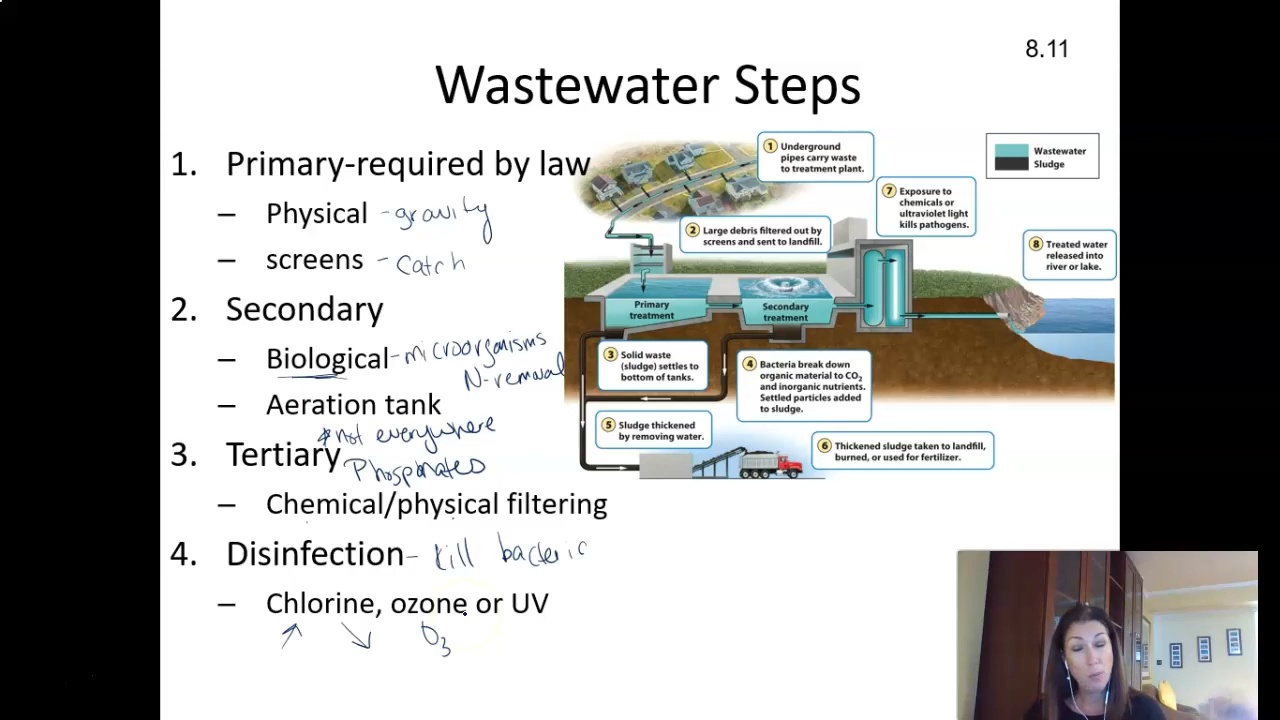 8.11
Wastewater Steps
1. Primary-required by law
– Physical - gravity
– screens - catch
2. Secondary
– Biological - microorganisms
N-removal
– Aeration tank
* not everywhere
3. Tertiary
Phosphates
– Chemical/physical filtering
4. Disinfection - kill bacteria
– Chlorine, ozone or UV
O3
1 Underground
pipes carry waste
to treatment plant.
Wastewater
Sludge
2 Large debris filtered out by
screens and sent to landfill.
7 Exposure to
chemicals or
ultraviolet light
kills pathogens.
8 Treated water
released into
river or lake.
Primary
treatment
Secondary
treatment
3 Solid waste
(sludge) settles to
bottom of tanks.
4 Bacteria break down
organic material to CO2
and inorganic nutrients.
Settled particles added
to sludge.
5 Sludge thickened
by removing water.
6 Thickened sludge taken to landfill,
burned, or used for fertilizer.